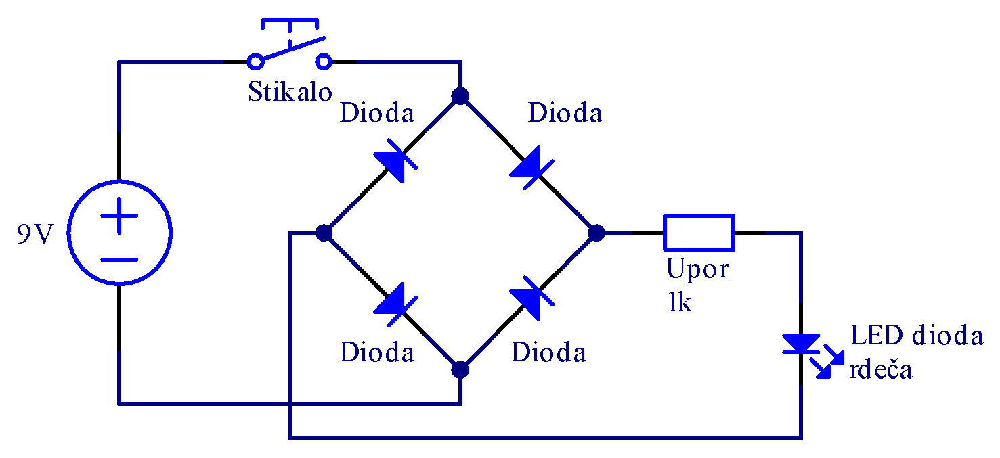 Stikalo
Dioda
Dioda
9V
Upor
1k
LED dioda
rdeča
Dioda
Dioda